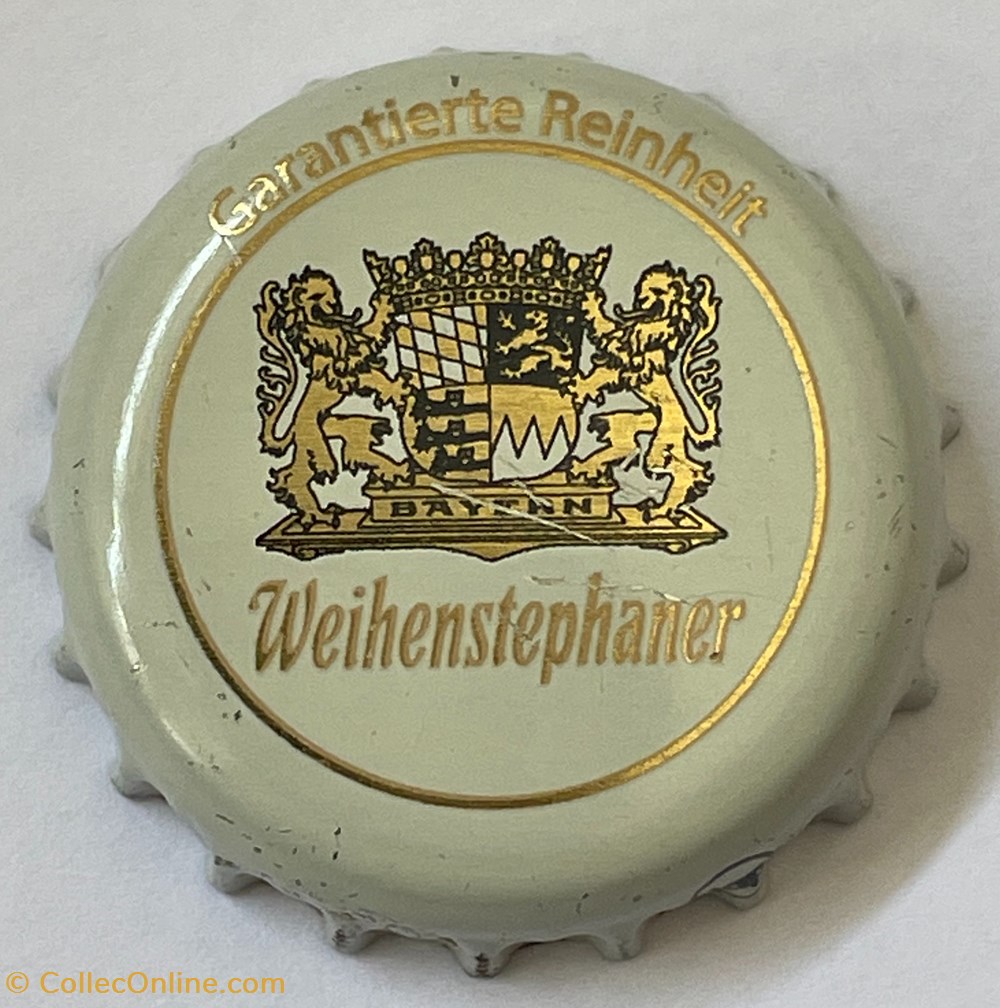 Garantierte Reinheit
BAYERN
Weihenstephaner
© CollecOnline.com